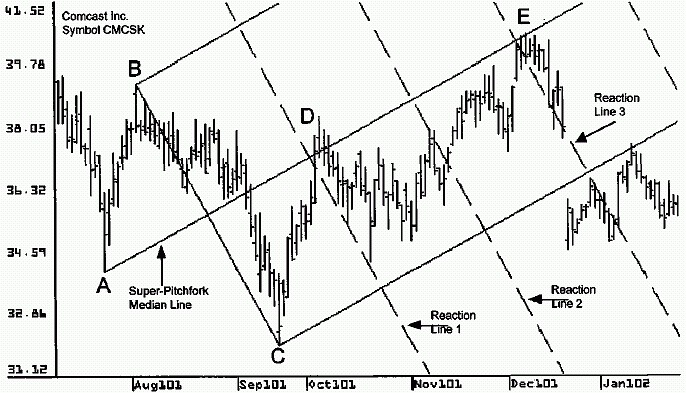 41.52
Comcast Inc.
Symbol CMCSK
E
39.78
B
Reaction
Line 3
D
38.05
36.32
34.59
A
Super-Pitchfork
Median Line
Reaction
Line 2
32.86
Reaction
Line 1
C
31.12
Aug101
Sep101
Oct101
Nov101
Dec101
Jan102